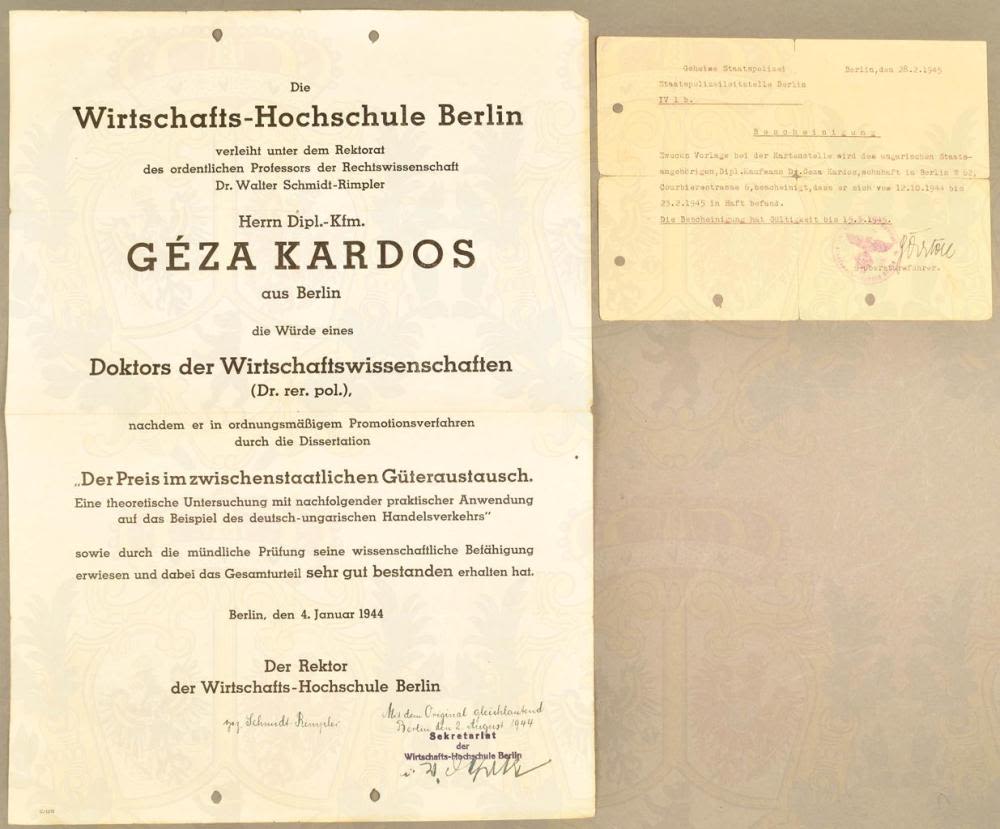 Die
Wirtschafts-Hochschule Berlin
verleiht unter dem Rektorat
des ordentlichen Professors der Rechtswissenschaft
Dr. Walter Schmidt-Rimpler
Herrn Dipl.-Kfm.
GÉZA KARDOS
aus Berlin
die Würde eines
Doktors der Wirtschaftswissenschaften
(Dr. rer. pol.),
nachdem er in ordnungsmäßigem Promotionsverfahren
durch die Dissertation
„Der Preis im zwischenstaatlichen Güteraustausch.
Eine theoretische Untersuchung mit nachfolgender praktischer Anwendung
auf das Beispiel des deutsch-ungarischen Handelsverkehrs“
sowie durch die mündliche Prüfung seine wissenschaftliche Befähigung
erwiesen und dabei das Gesamturteil sehr gut bestanden erhalten hat.
Berlin, den 4. Januar 1944
Der Rektor
der Wirtschafts-Hochschule Berlin
gez. Schmidt-Rimpler
Mit dem Original gleichlautend
Berlin den 2. August 1944
Sekretariat
der
Wirtschafts-Hochschule Berlin
Geheime Staatspolizei Berlin,den 28.2.1945
Staatspolizeileitstelle Berlin
IV 1 b.
Bescheinigung
Zwecks Vorlage bei der Kartenstelle wird dem ungarischen Staats-
angehörigen,Dipl.Kaufmann Dr.Geza Kardos,wohnhaft in Berlin W 62,
Courbierestrasse 6,bescheinigt,dass er sich vom 12.10.1944 bis
23.2.1945 in Haft befand.
Die Bescheinigung hat Gültigkeit bis 15.3.1945.